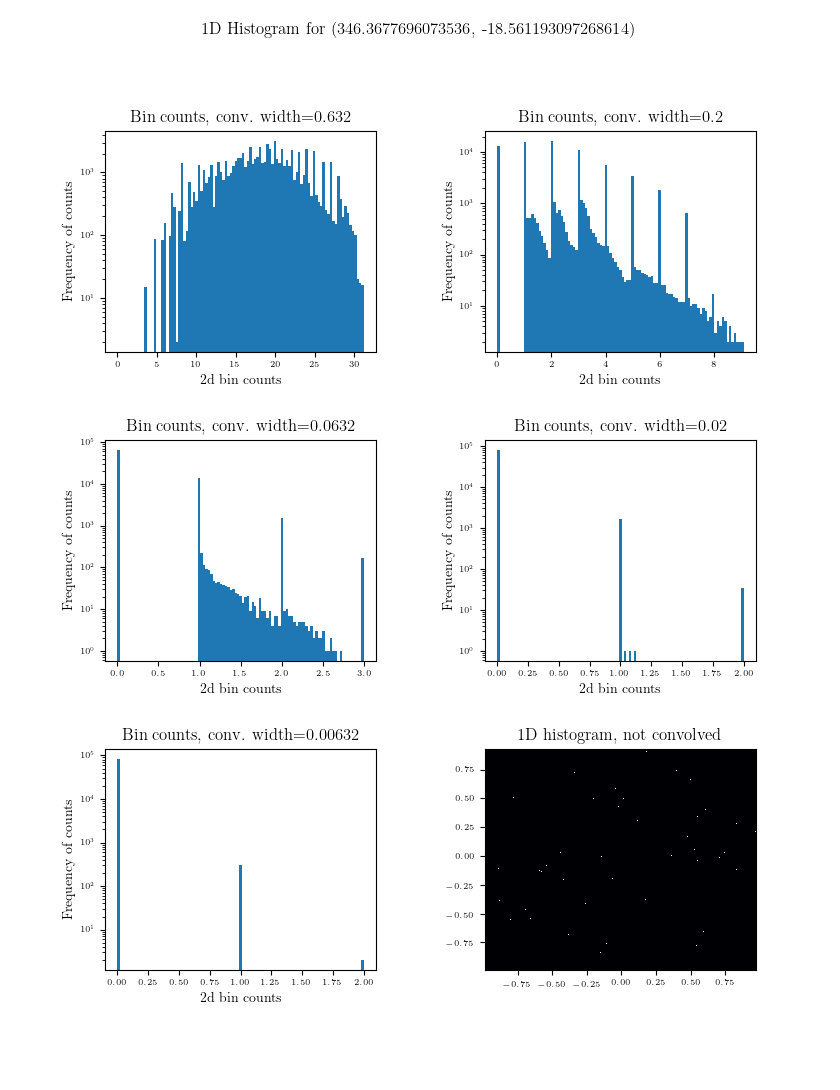 1D Histogram for (346.3677696073536, -18.561193097268614)
Bin counts, conv. width=0.632
Frequency of counts
10³
10²
10¹
0 5 10 15 20 25 30
2d bin counts
Bin counts, conv. width=0.2
Frequency of counts
10⁴
10³
10²
10¹
0 2 4 6 8
2d bin counts
Bin counts, conv. width=0.0632
Frequency of counts
10⁵
10⁴
10³
10²
10¹
10⁰
0.0 0.5 1.0 1.5 2.0 2.5 3.0
2d bin counts
Bin counts, conv. width=0.02
Frequency of counts
10⁵
10⁴
10³
10²
10¹
10⁰
0.00 0.25 0.50 0.75 1.00 1.25 1.50 1.75 2.00
2d bin counts
Bin counts, conv. width=0.00632
Frequency of counts
10⁵
10⁴
10³
10²
10¹
0.00 0.25 0.50 0.75 1.00 1.25 1.50 1.75 2.00
2d bin counts
1D histogram, not convolved
0.75
0.50
0.25
0.00
−0.25
−0.50
−0.75
−0.75 −0.50 −0.25 0.00 0.25 0.50 0.75